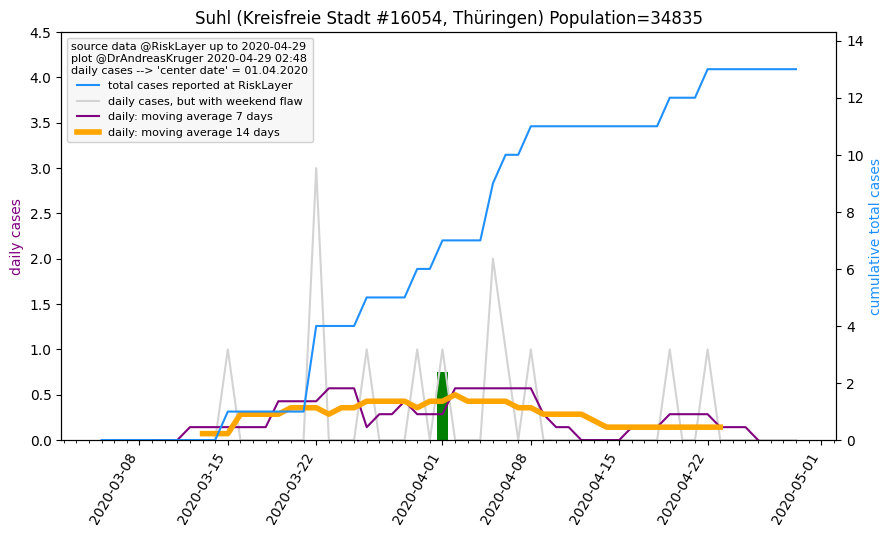 Suhl (Kreisfreie Stadt #16054, Thüringen) Population=34835
source data @RiskLayer up to 2020-04-29
plot @DrAndreasKruger 2020-04-29 02:48
daily cases --> 'center date' = 01.04.2020
total cases reported at RiskLayer
daily cases, but with weekend flaw
daily: moving average 7 days
daily: moving average 14 days
daily cases
4.5
4.0
3.5
3.0
2.5
2.0
1.5
1.0
0.5
0.0
14
12
10
8
6
4
2
0
cumulative total cases
2020-03-08
2020-03-15
2020-03-22
2020-04-01
2020-04-08
2020-04-15
2020-04-22
2020-05-01